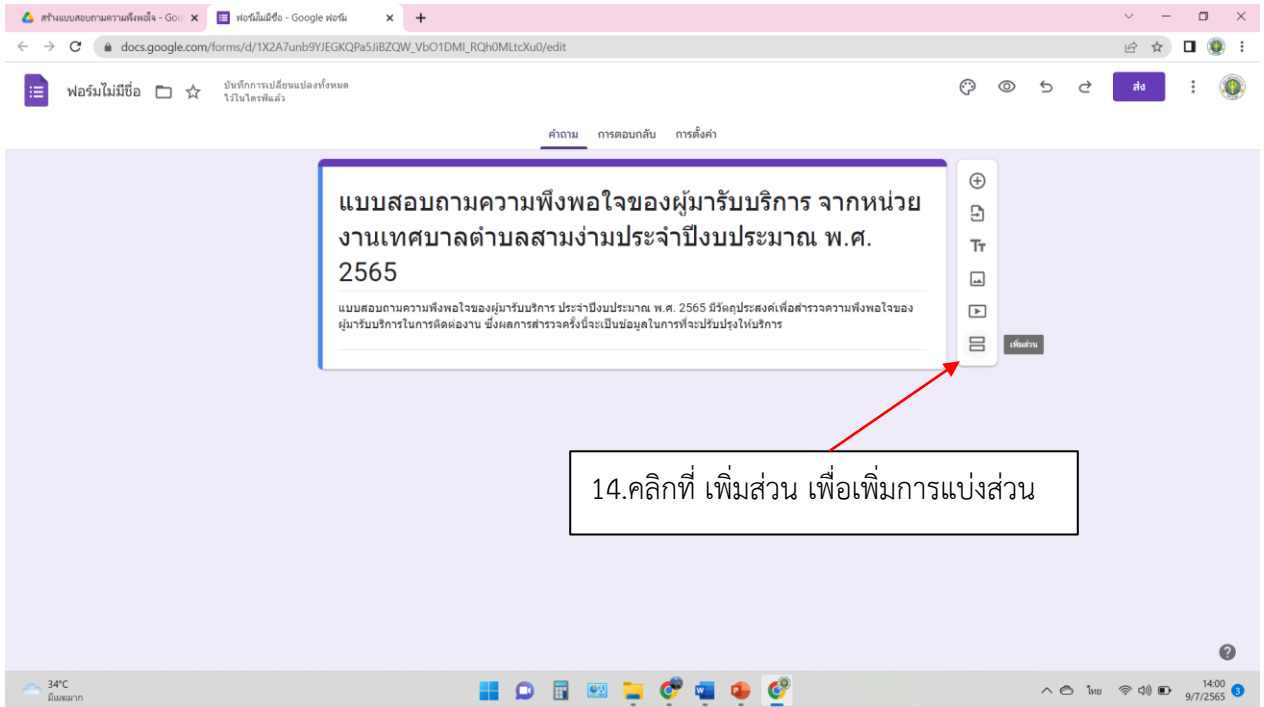 สร้างแบบสอบถามความพึงพอใจ - Goo
ฟอร์มไม่มีชื่อ - Google ฟอร์ม
docs.google.com/forms/d/1X2A7unb9YJEGKQPa5JiBZQW_VbO1DMI_RQh0MLtcXu0/edit
ฟอร์มไม่มีชื่อ
บันทึกการเปลี่ยนแปลงทั้งหมด
ไว้ในไดรฟ์แล้ว
ส่ง
คำถาม การตอบกลับ การตั้งค่า
แบบสอบถามความพึงพอใจของผู้มารับบริการ จากหน่วย
งานเทศบาลตำบลสามง่ามประจำปีงบประมาณ พ.ศ.
2565
แบบสอบถามความพึงพอใจของผู้มารับบริการ ประจำปีงบประมาณ พ.ศ. 2565 มีวัตถุประสงค์เพื่อสำรวจความพึงพอใจของ
ผู้มารับบริการในการติดต่องาน ซึ่งผลการสำรวจครั้งนี้จะเป็นข้อมูลในการที่จะปรับปรุงให้บริการ
Tт
เพิ่มส่วน
14.คลิกที่ เพิ่มส่วน เพื่อเพิ่มการแบ่งส่วน
34°C
มีเมฆมาก
ไทย
14:00
9/7/2565
3